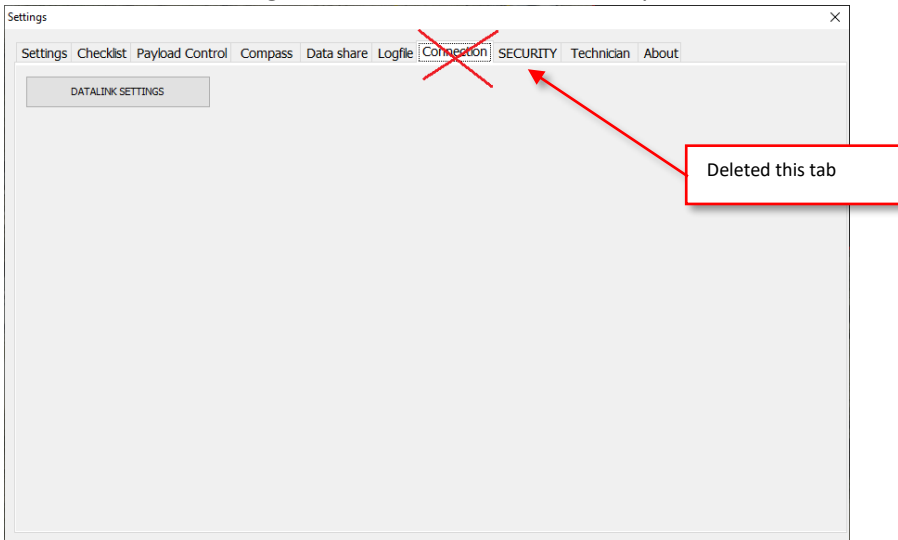 Settings
Settings Checklist Payload Control Compass Data share Logfile Connection SECURITY Technician About
DATALINK SETTINGS
Deleted this tab